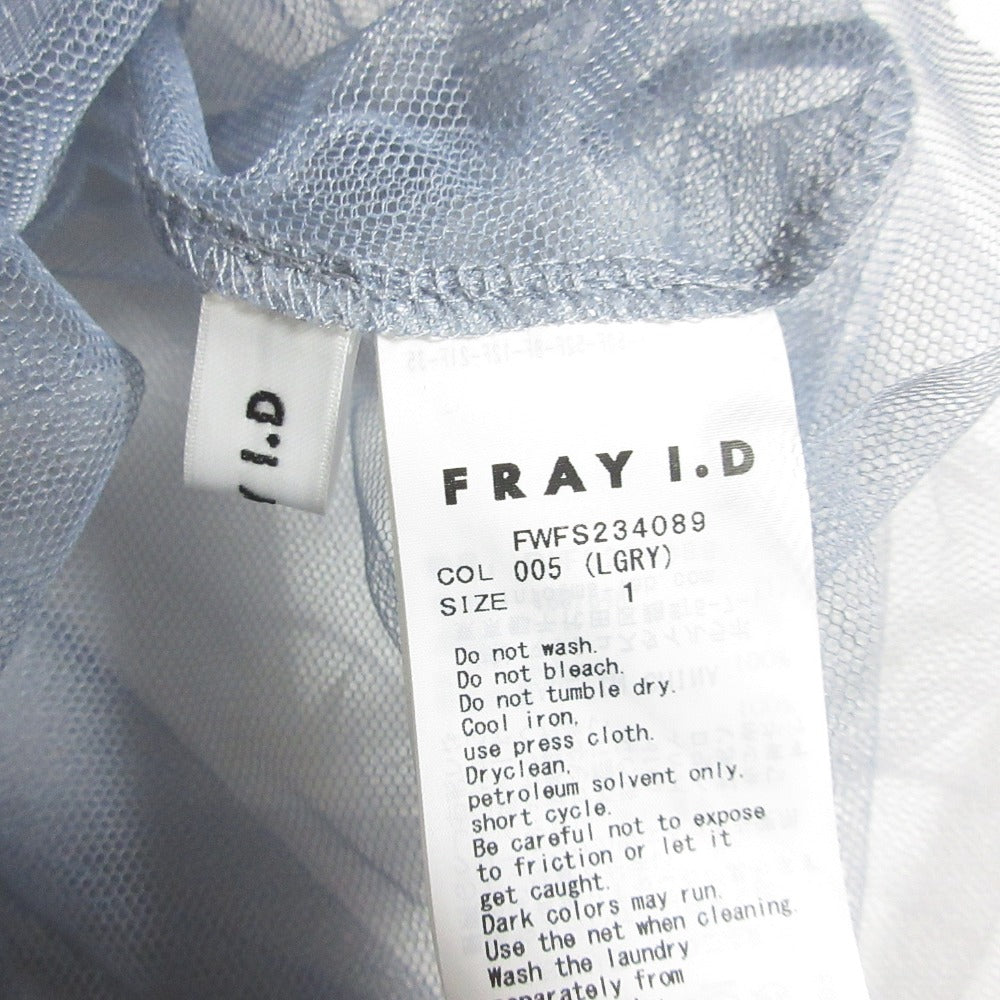 Y I.D
FRAY I.D
FWFS234089
COL 005 (LGRY)
SIZE 1
Do not wash.
Do not bleach.
Do not tumble dry.
Cool iron,
use press cloth.
Dryclean,
petroleum solvent only.
short cycle.
Be careful not to expose
to friction or let it
get caught.
Dark colors may run.
Use the net when cleaning.
Wash the laundry
separately from